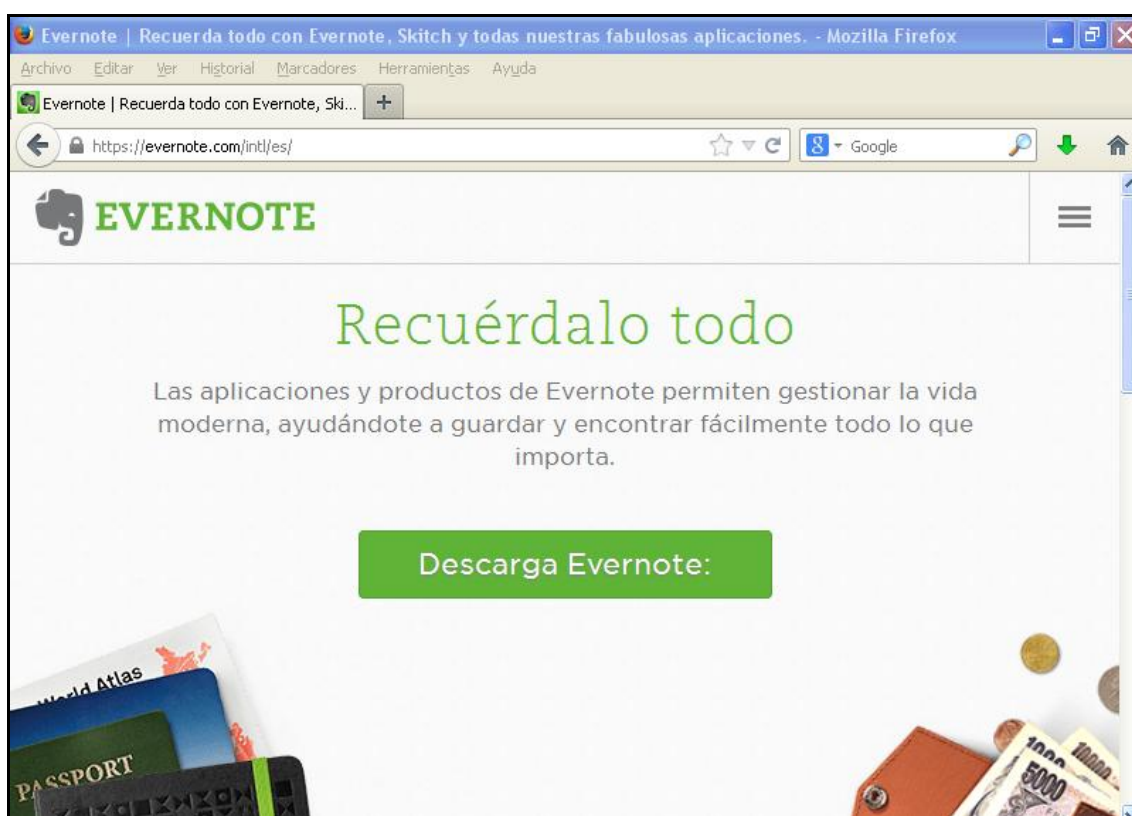 Evernote | Recuerda todo con Evernote, Skitch y todas nuestras fabulosas aplicaciones. - Mozilla Firefox
Archivo Editar Ver Historial Marcadores Herramientas Ayuda
Evernote | Recuerda todo con Evernote, Ski... +
https://evernote.com/intl/es/ 8 Google
EVERNOTE
Recuérdalo todo
Las aplicaciones y productos de Evernote permiten gestionar la vida
moderna, ayudándote a guardar y encontrar fácilmente todo lo que
importa.
Descarga Evernote:
World Atlas
PASSPORT
1000
10000
5000